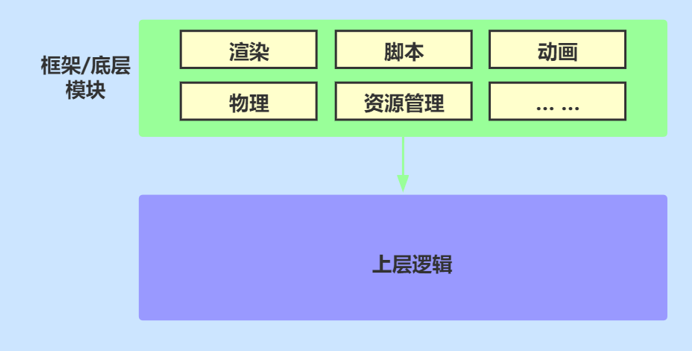 框架/底层
模块
渲染
脚本
动画
物理
资源管理
... ...
上层逻辑